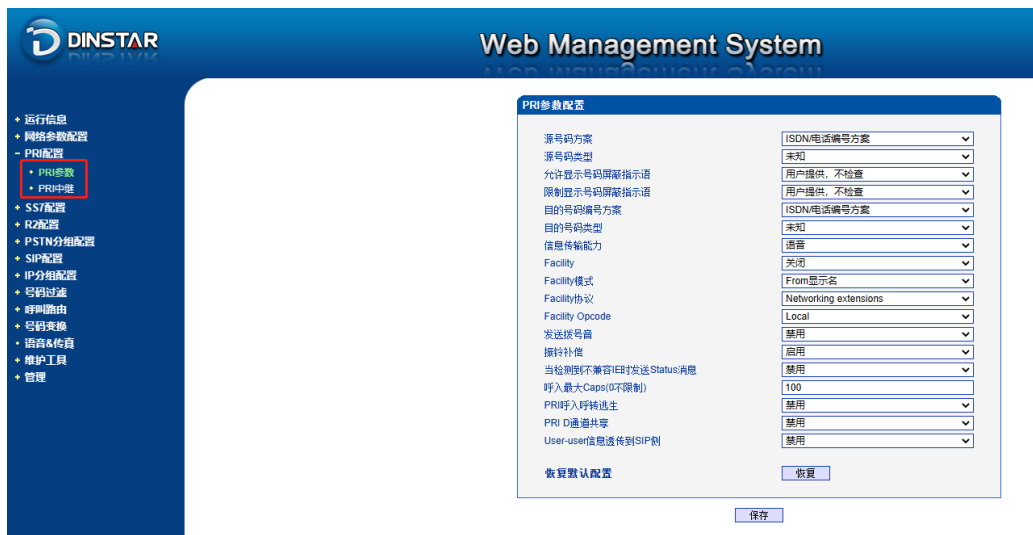 DINSTAR
Web Management System
+ 运行信息
+ 网络参数配置
- PRI配置
• PRI参数
• PRI中继
+ SS7配置
+ R2配置
+ PSTN分组配置
+ SIP配置
+ IP分组配置
+ 号码过滤
+ 呼叫路由
+ 号码变换
• 语音&传真
+ 维护工具
+ 管理
PRI参数配置
源号码方案 ISDN/电话编号方案
源号码类型 未知
允许显示号码屏蔽指示语 用户提供, 不检查
限制显示号码屏蔽指示语 用户提供, 不检查
目的号码编号方案 ISDN/电话编号方案
目的号码类型 未知
信息传输能力 语音
Facility 关闭
Facility模式 From显示名
Facility协议 Networking extensions
Facility Opcode Local
发送拨号音 禁用
振铃补偿 启用
当检测到不兼容IE时发送Status消息 禁用
呼入最大Caps(0不限制) 100
PRI呼入呼转逃生 禁用
PRI D通道共享 禁用
User-user信息透传到SIP侧 禁用
恢复默认配置 恢复
保存